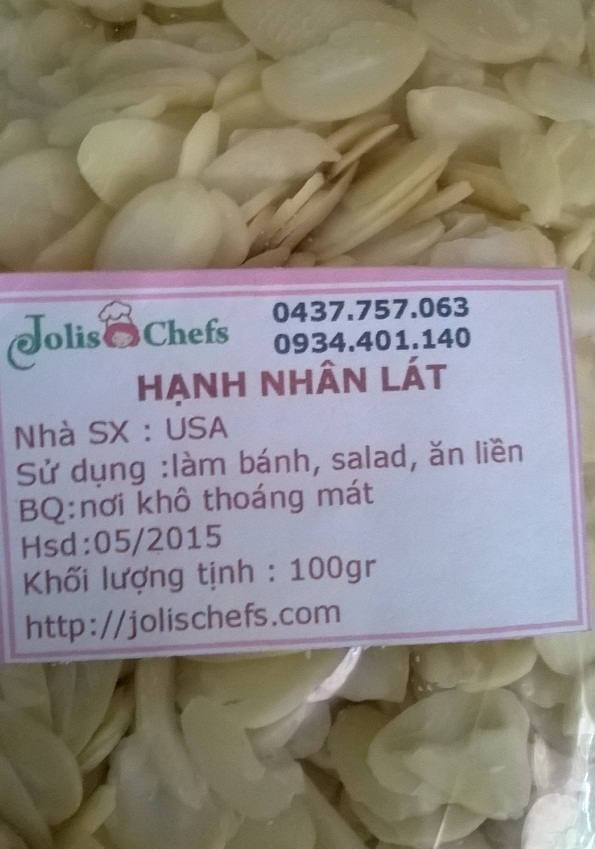 Jolis Chefs
0437.757.063
0934.401.140
HẠNH NHÂN LÁT
Nhà SX : USA
Sử dụng :làm bánh, salad, ăn liền
BQ:nơi khô thoáng mát
Hsd:05/2015
Khối lượng tịnh : 100gr
http://jolischefs.com